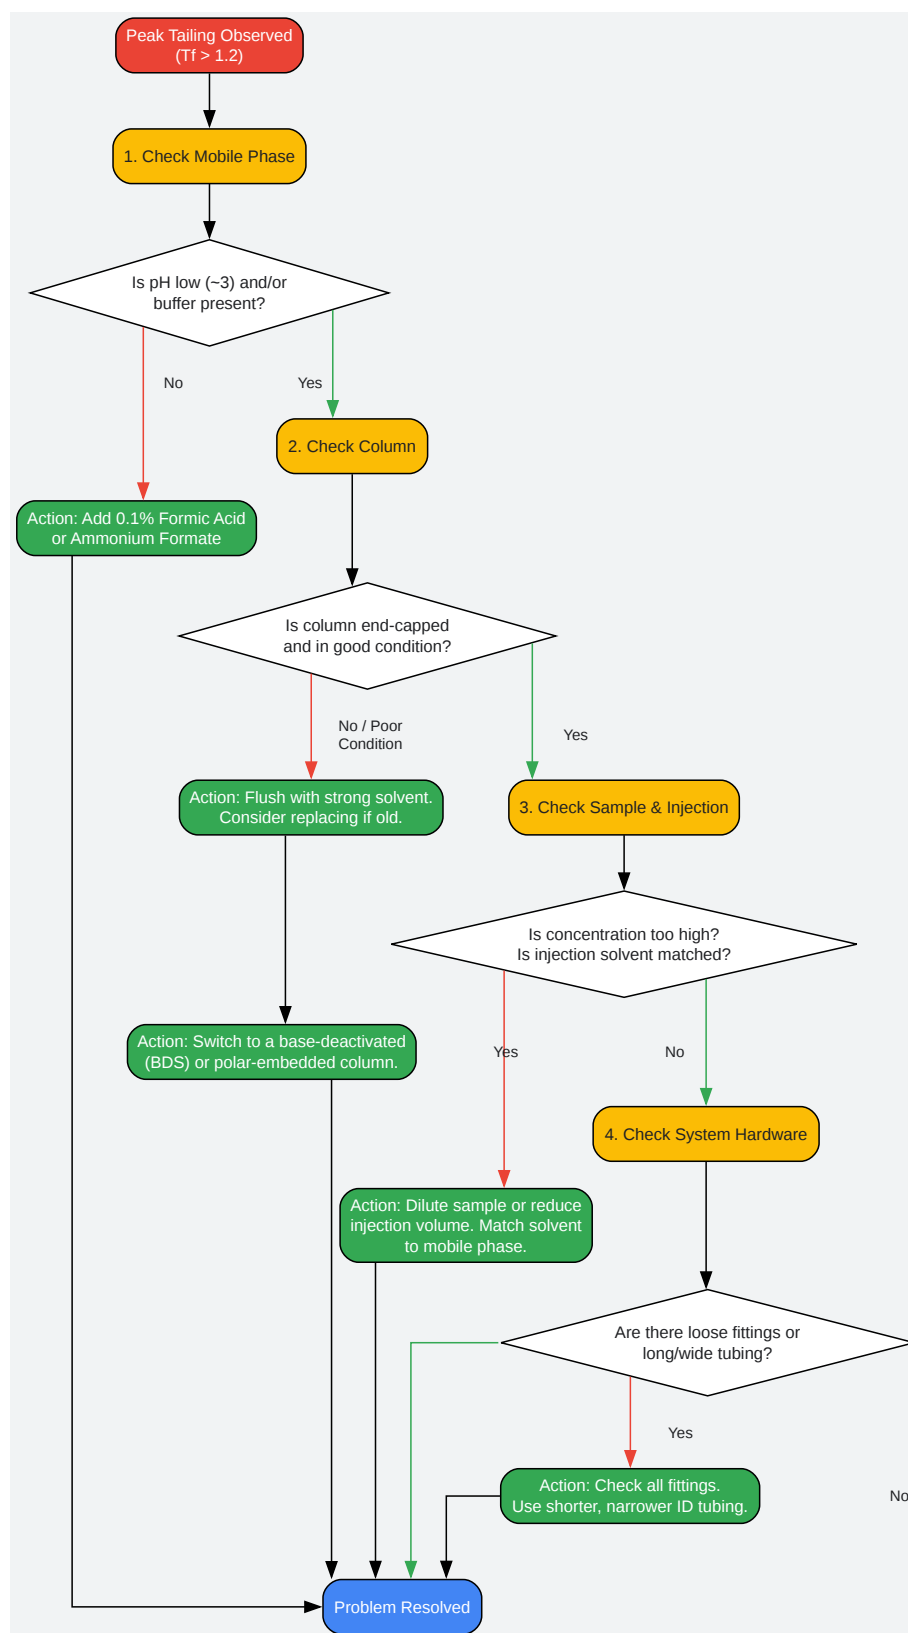 Peak Tailing Observed
(Tf > 1.2)
1. Check Mobile Phase
Is pH low (~3) and/or
buffer present?
No
Yes
2. Check Column
Action: Add 0.1% Formic Acid
or Ammonium Formate
Is column end-capped
and in good condition?
No / Poor
Condition
Yes
Action: Flush with strong solvent.
Consider replacing if old.
3. Check Sample & Injection
Is concentration too high?
Is injection solvent matched?
Action: Switch to a base-deactivated
(BDS) or polar-embedded column.
Yes
No
4. Check System Hardware
Action: Dilute sample or reduce
injection volume. Match solvent
to mobile phase.
Are there loose fittings or
long/wide tubing?
Yes
Action: Check all fittings.
Use shorter, narrower ID tubing.
No
Problem Resolved